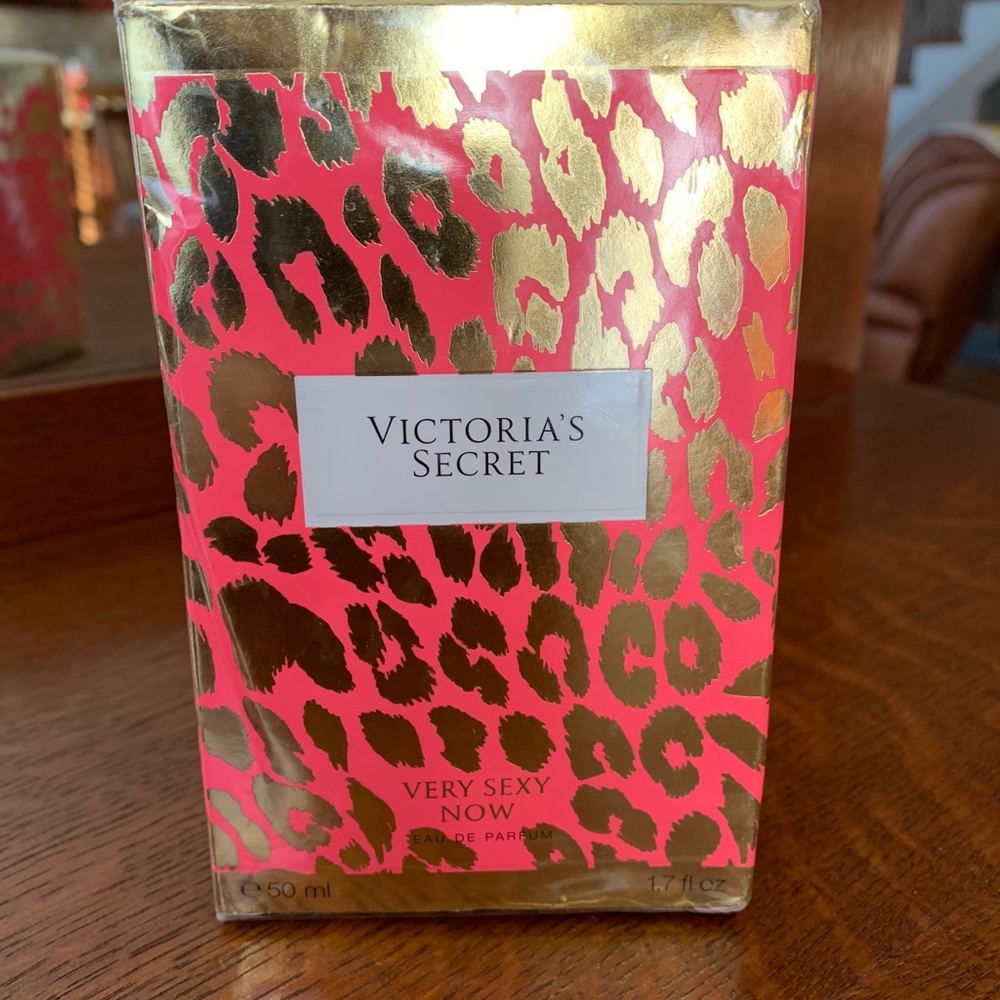 VICTORIA'S
SECRET
VERY SEXY
NOW
EAU DE PARFUM
℮ 50 ml 1.7 fl oz